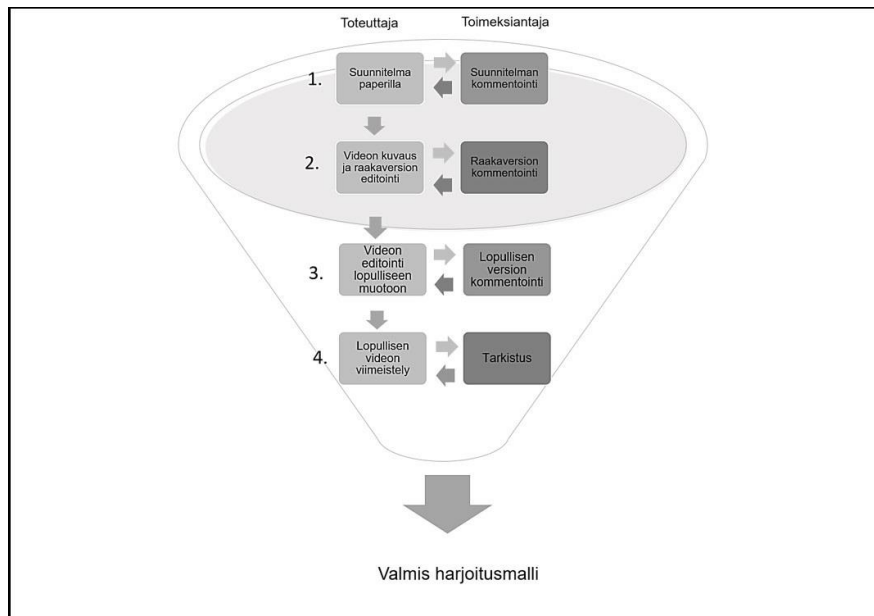 Toteuttaja
Toimeksiantaja
1.
Suunnitelma
paperilla
Suunnitelman
kommentointi
2.
Videon kuvaus
ja raakaversion
editointi
Raakaversion
kommentointi
3.
Videon
editointi
lopulliseen
muotoon
Lopullisen
version
kommentointi
4.
Lopullisen
videon
viimeistely
Tarkistus
Valmis harjoitusmalli